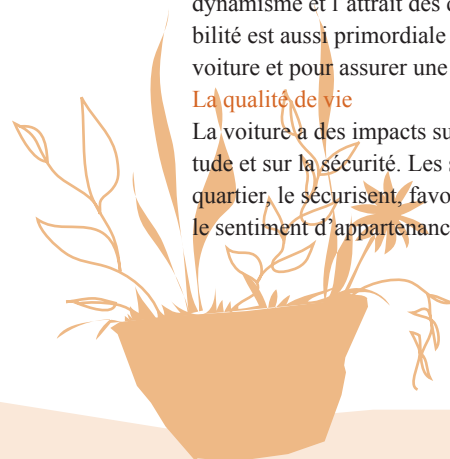 dynamisme et l'attrait des
bilité est aussi primordiale
voiture et pour assurer une
La qualité de vie
La voiture a des impacts su
tude et sur la sécurité. Les s
quartier, le sécurisent, favo
le sentiment d'appartenanc